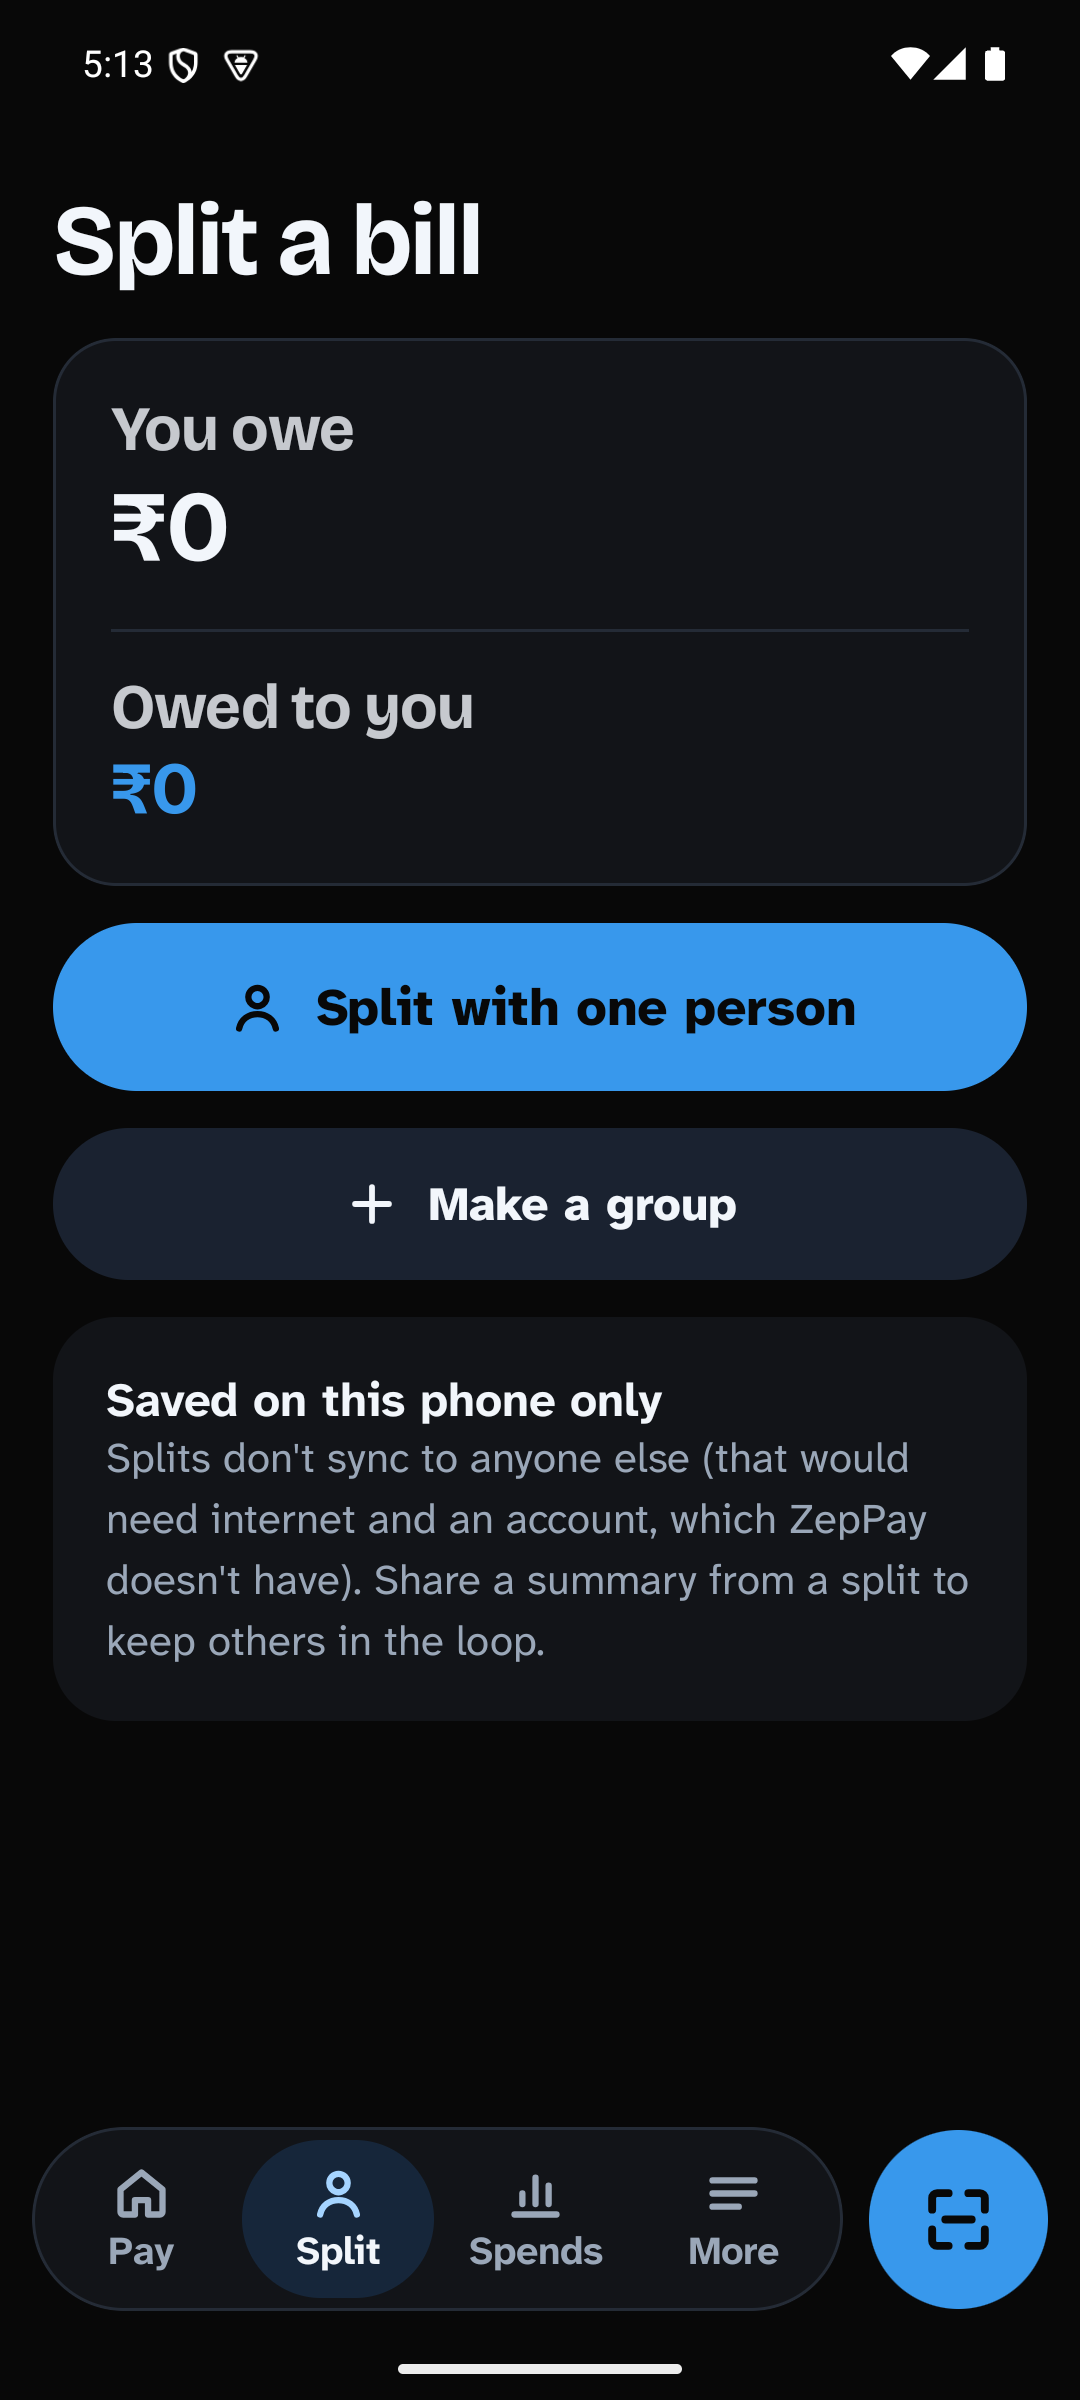 5:13
Split a bill
You owe
₹0
Owed to you
₹0
Split with one person
Make a group
Saved on this phone only
Splits don't sync to anyone else (that would
need internet and an account, which ZepPay
doesn't have). Share a summary from a split to
keep others in the loop.
Pay
Split
Spends
More